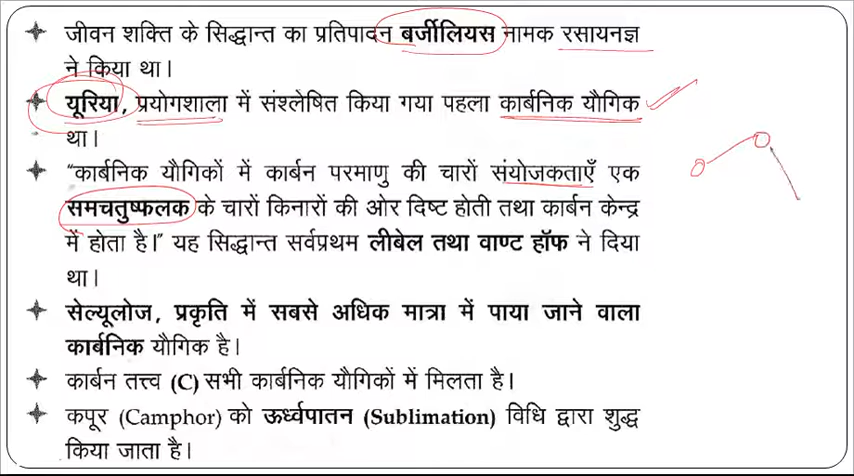 जीवन शक्ति के सिद्धान्त का प्रतिपादन बर्जीलियस नामक रसायनज्ञ
ने किया था।
यूरिया, प्रयोगशाला में संश्लेषित किया गया पहला कार्बनिक यौगिक
था।
“कार्बनिक यौगिकों में कार्बन परमाणु की चारों संयोजकताएँ एक
समचतुष्फलक के चारों किनारों की ओर दिष्ट होती तथा कार्बन केन्द्र
में होता है।” यह सिद्धान्त सर्वप्रथम लीबेल तथा वाण्ट हॉफ ने दिया
था।
सेल्यूलोज, प्रकृति में सबसे अधिक मात्रा में पाया जाने वाला
कार्बनिक यौगिक है।
कार्बन तत्त्व (C) सभी कार्बनिक यौगिकों में मिलता है।
कपूर (Camphor) को ऊर्ध्वपातन (Sublimation) विधि द्वारा शुद्ध
किया जाता है।